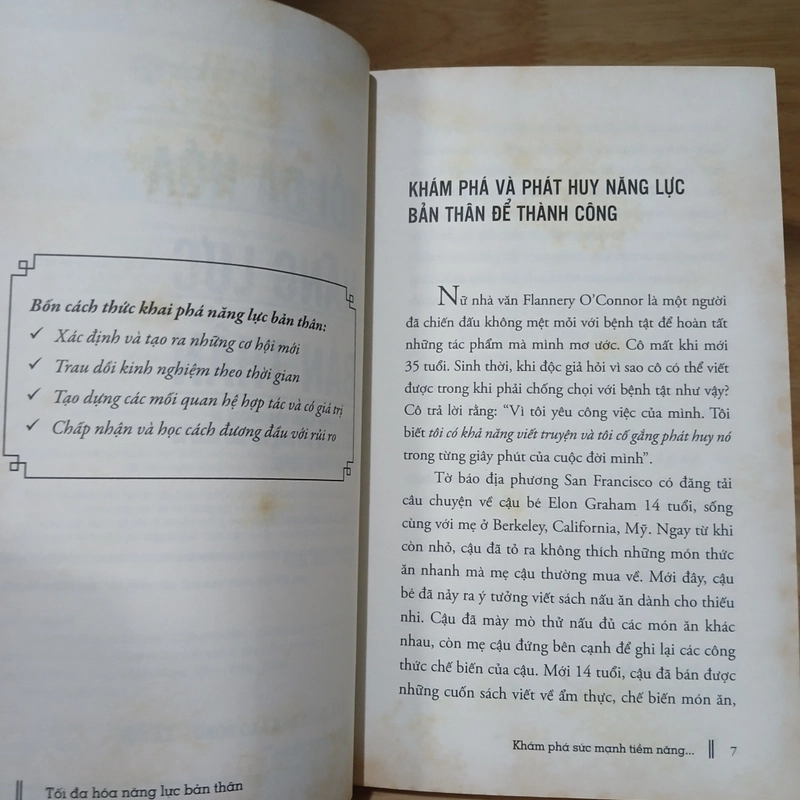 Bốn cách thức khai phá năng lực bản thân:
✓ Xác định và tạo ra những cơ hội mới
✓ Trau dồi kinh nghiệm theo thời gian
✓ Tạo dựng các mối quan hệ hợp tác và có giá trị
✓ Chấp nhận và học cách đương đầu với rủi ro
Tối đa hóa năng lực bản thân
KHÁM PHÁ VÀ PHÁT HUY NĂNG LỰC
BẢN THÂN ĐỂ THÀNH CÔNG
Nữ nhà văn Flannery O'Connor là một người
đã chiến đấu không mệt mỏi với bệnh tật để hoàn tất
những tác phẩm mà mình mơ ước. Cô mất khi mới
35 tuổi. Sinh thời, khi độc giả hỏi vì sao cô có thể viết
được trong khi phải chống chọi với bệnh tật như vậy?
Cô trả lời rằng: “Vì tôi yêu công việc của mình. Tôi
biết tôi có khả năng viết truyện và tôi cố gắng phát huy nó
trong từng giây phút của cuộc đời mình”.
Tờ báo địa phương San Francisco có đăng tải
câu chuyện về cậu bé Elon Graham 14 tuổi, sống
cùng với mẹ ở Berkeley, California, Mỹ. Ngay từ khi
còn nhỏ, cậu đã tỏ ra không thích những món thức
ăn nhanh mà mẹ cậu thường mua về. Mới đây, cậu
bé đã nảy ra ý tưởng viết sách nấu ăn dành cho thiếu
nhi. Cậu đã mày mò thử nấu đủ các món ăn khác
nhau, còn mẹ cậu đứng bên cạnh để ghi lại các công
thức chế biến của cậu. Mới 14 tuổi, cậu đã bán được
những cuốn sách viết về ẩm thực, chế biến món ăn,
Khám phá sức mạnh tiềm năng... 7